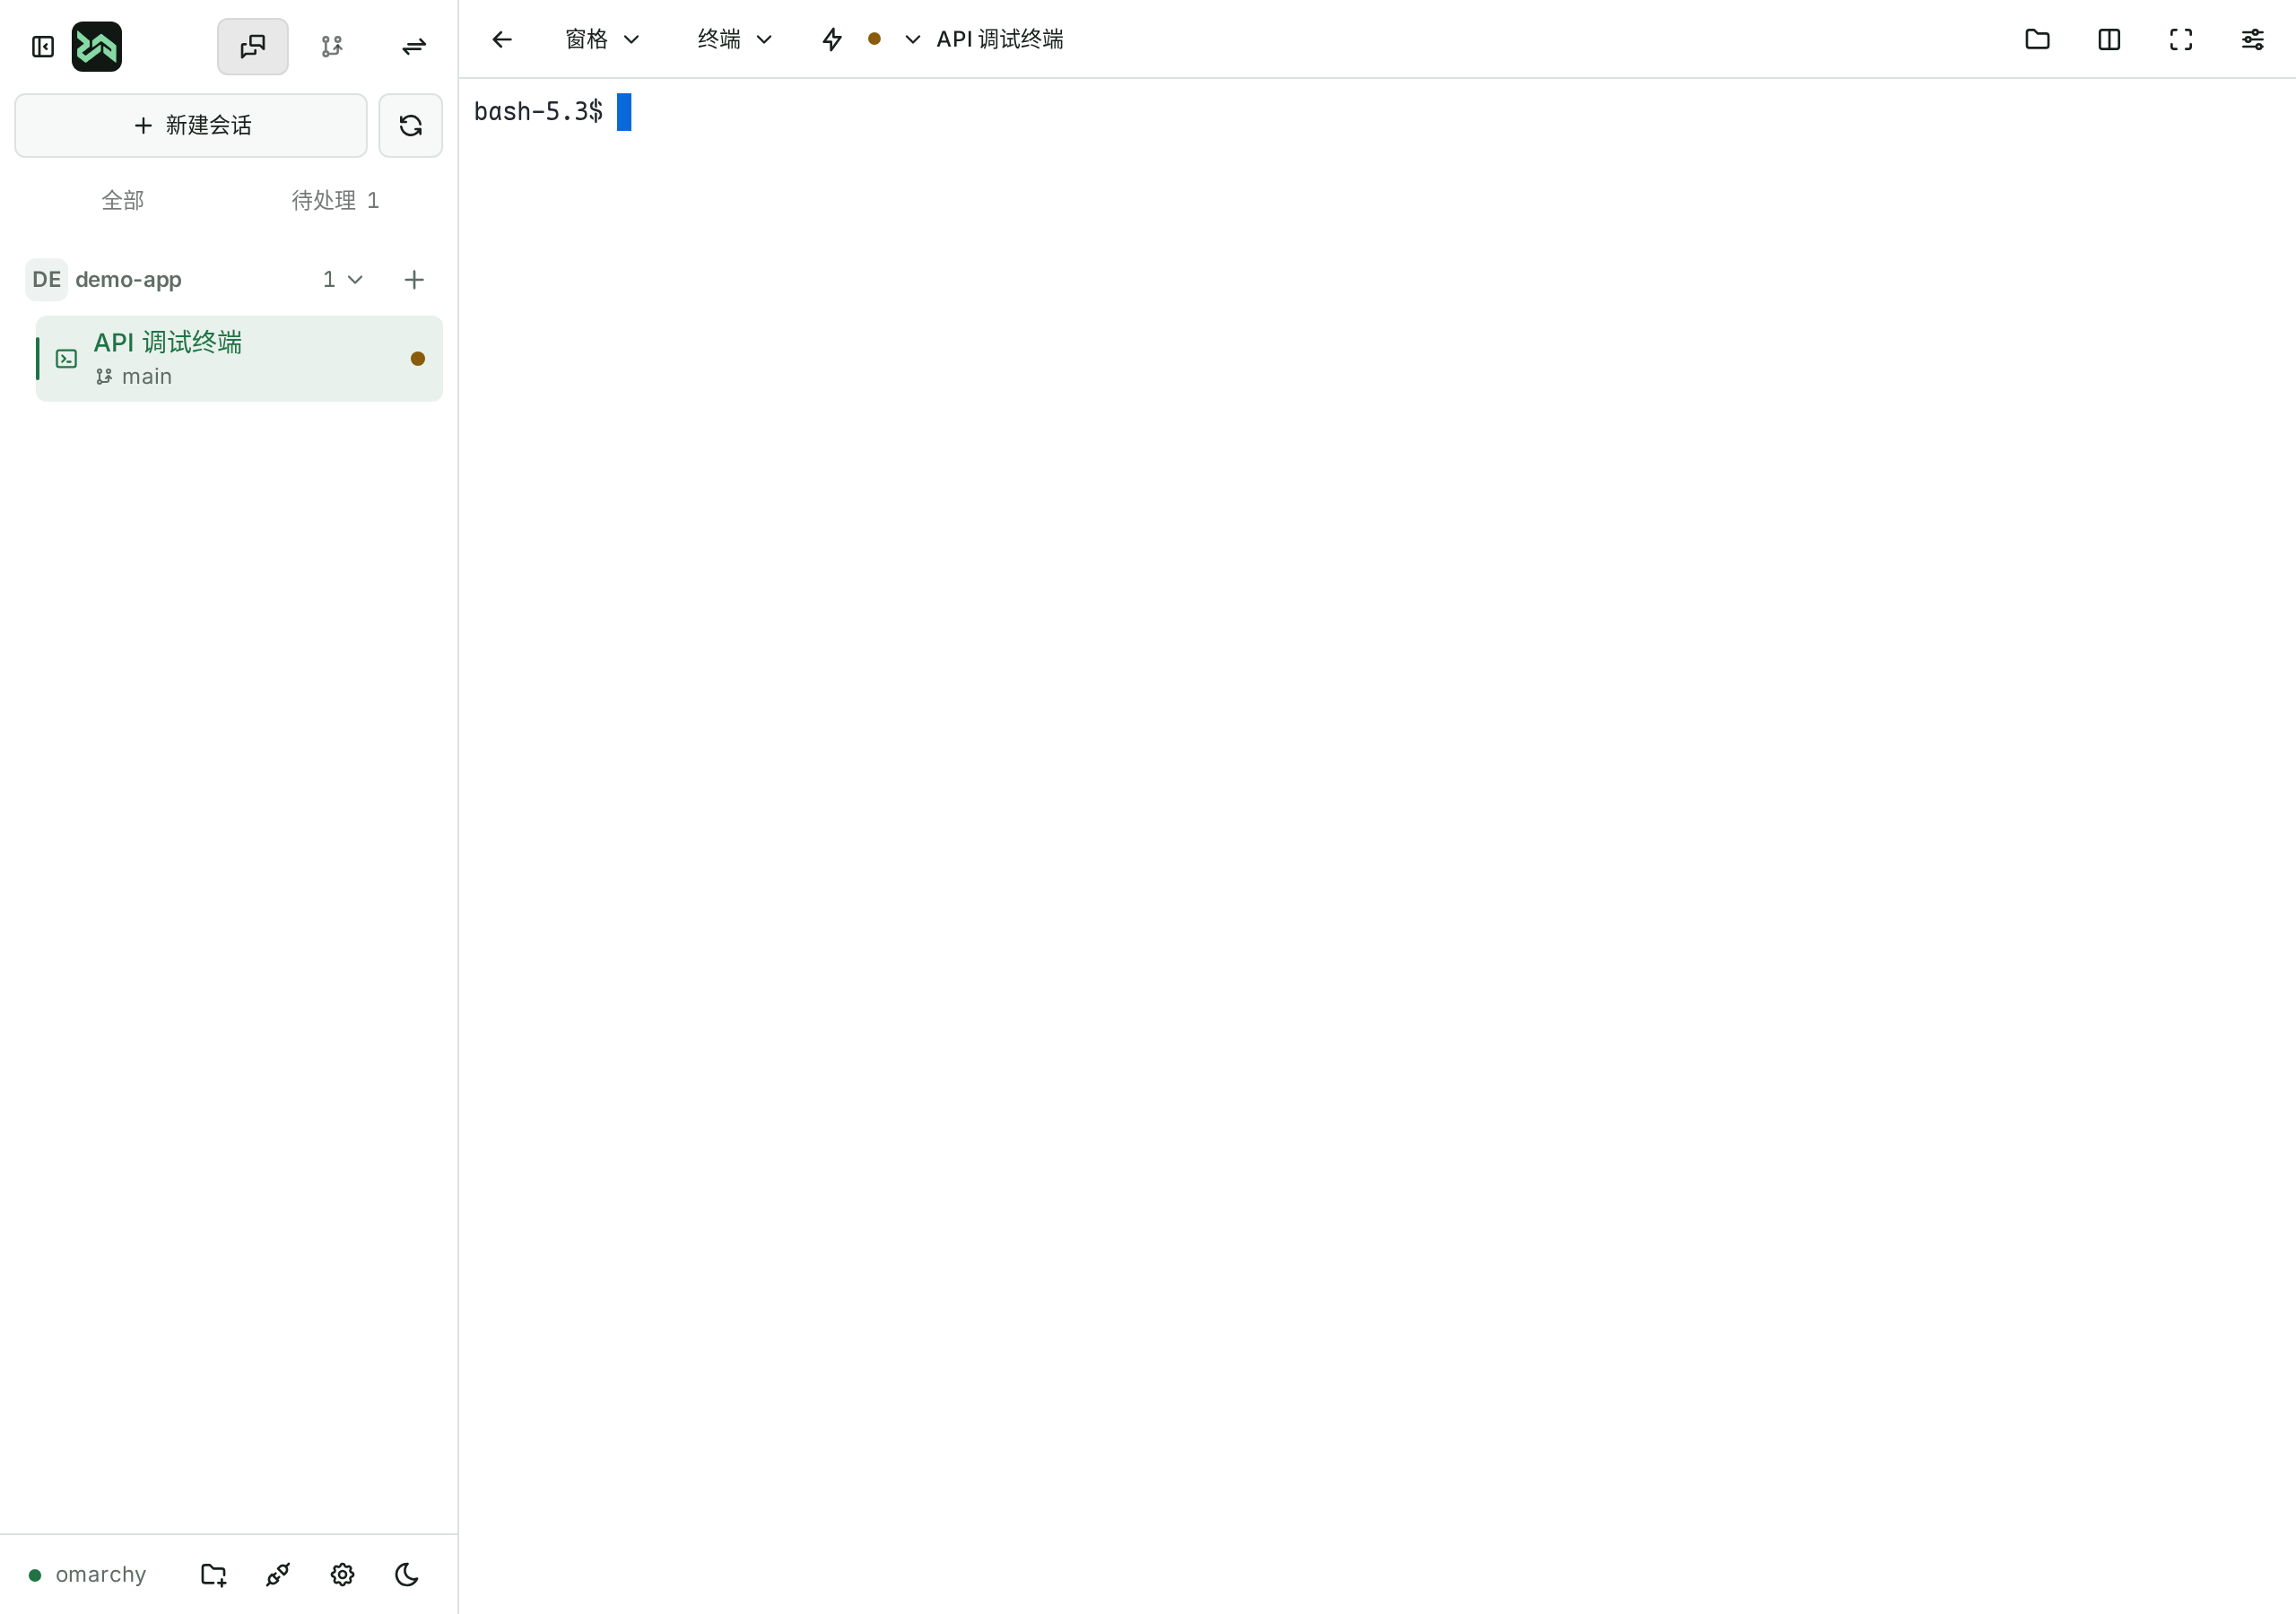 窗格 终端 API 调试终端
新建会话
全部 待处理 1
DE demo-app 1
API 调试终端
main
omarchy
bash-5.3$